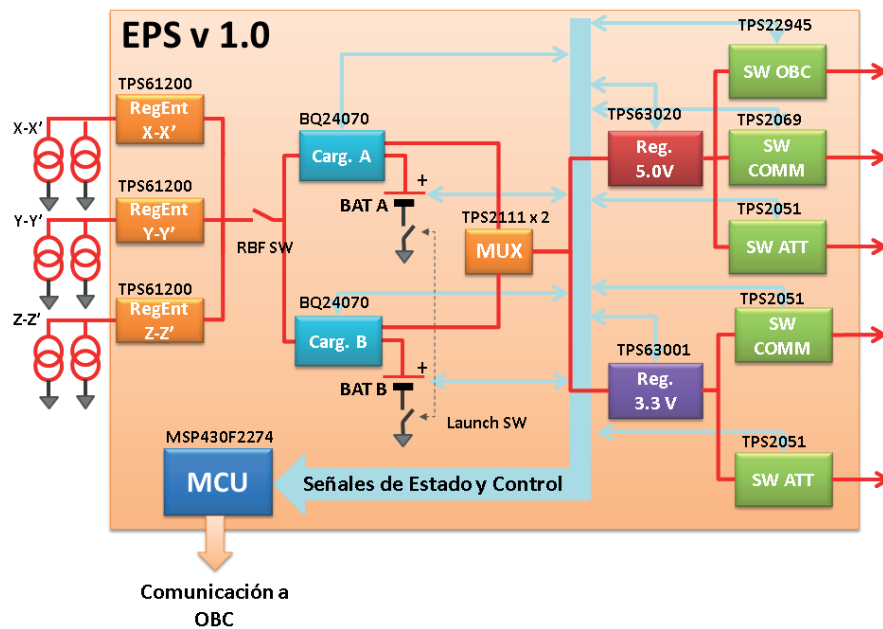 EPS v 1.0
TPS61200
RegEnt
X-X'
X-X'
TPS61200
RegEnt
Y-Y'
Y-Y'
TPS61200
RegEnt
Z-Z'
Z-Z'
RBF SW
BQ24070
Carg. A
+
BAT A
BQ24070
Carg. B
+
BAT B
Launch SW
TPS2111 x 2
MUX
TPS63020
Reg.
5.0V
TPS63001
Reg.
3.3 V
TPS22945
SW OBC
TPS2069
SW
COMM
TPS2051
SW ATT
TPS2051
SW
COMM
TPS2051
SW ATT
MSP430F2274
MCU
Señales de Estado y Control
Comunicación a
OBC